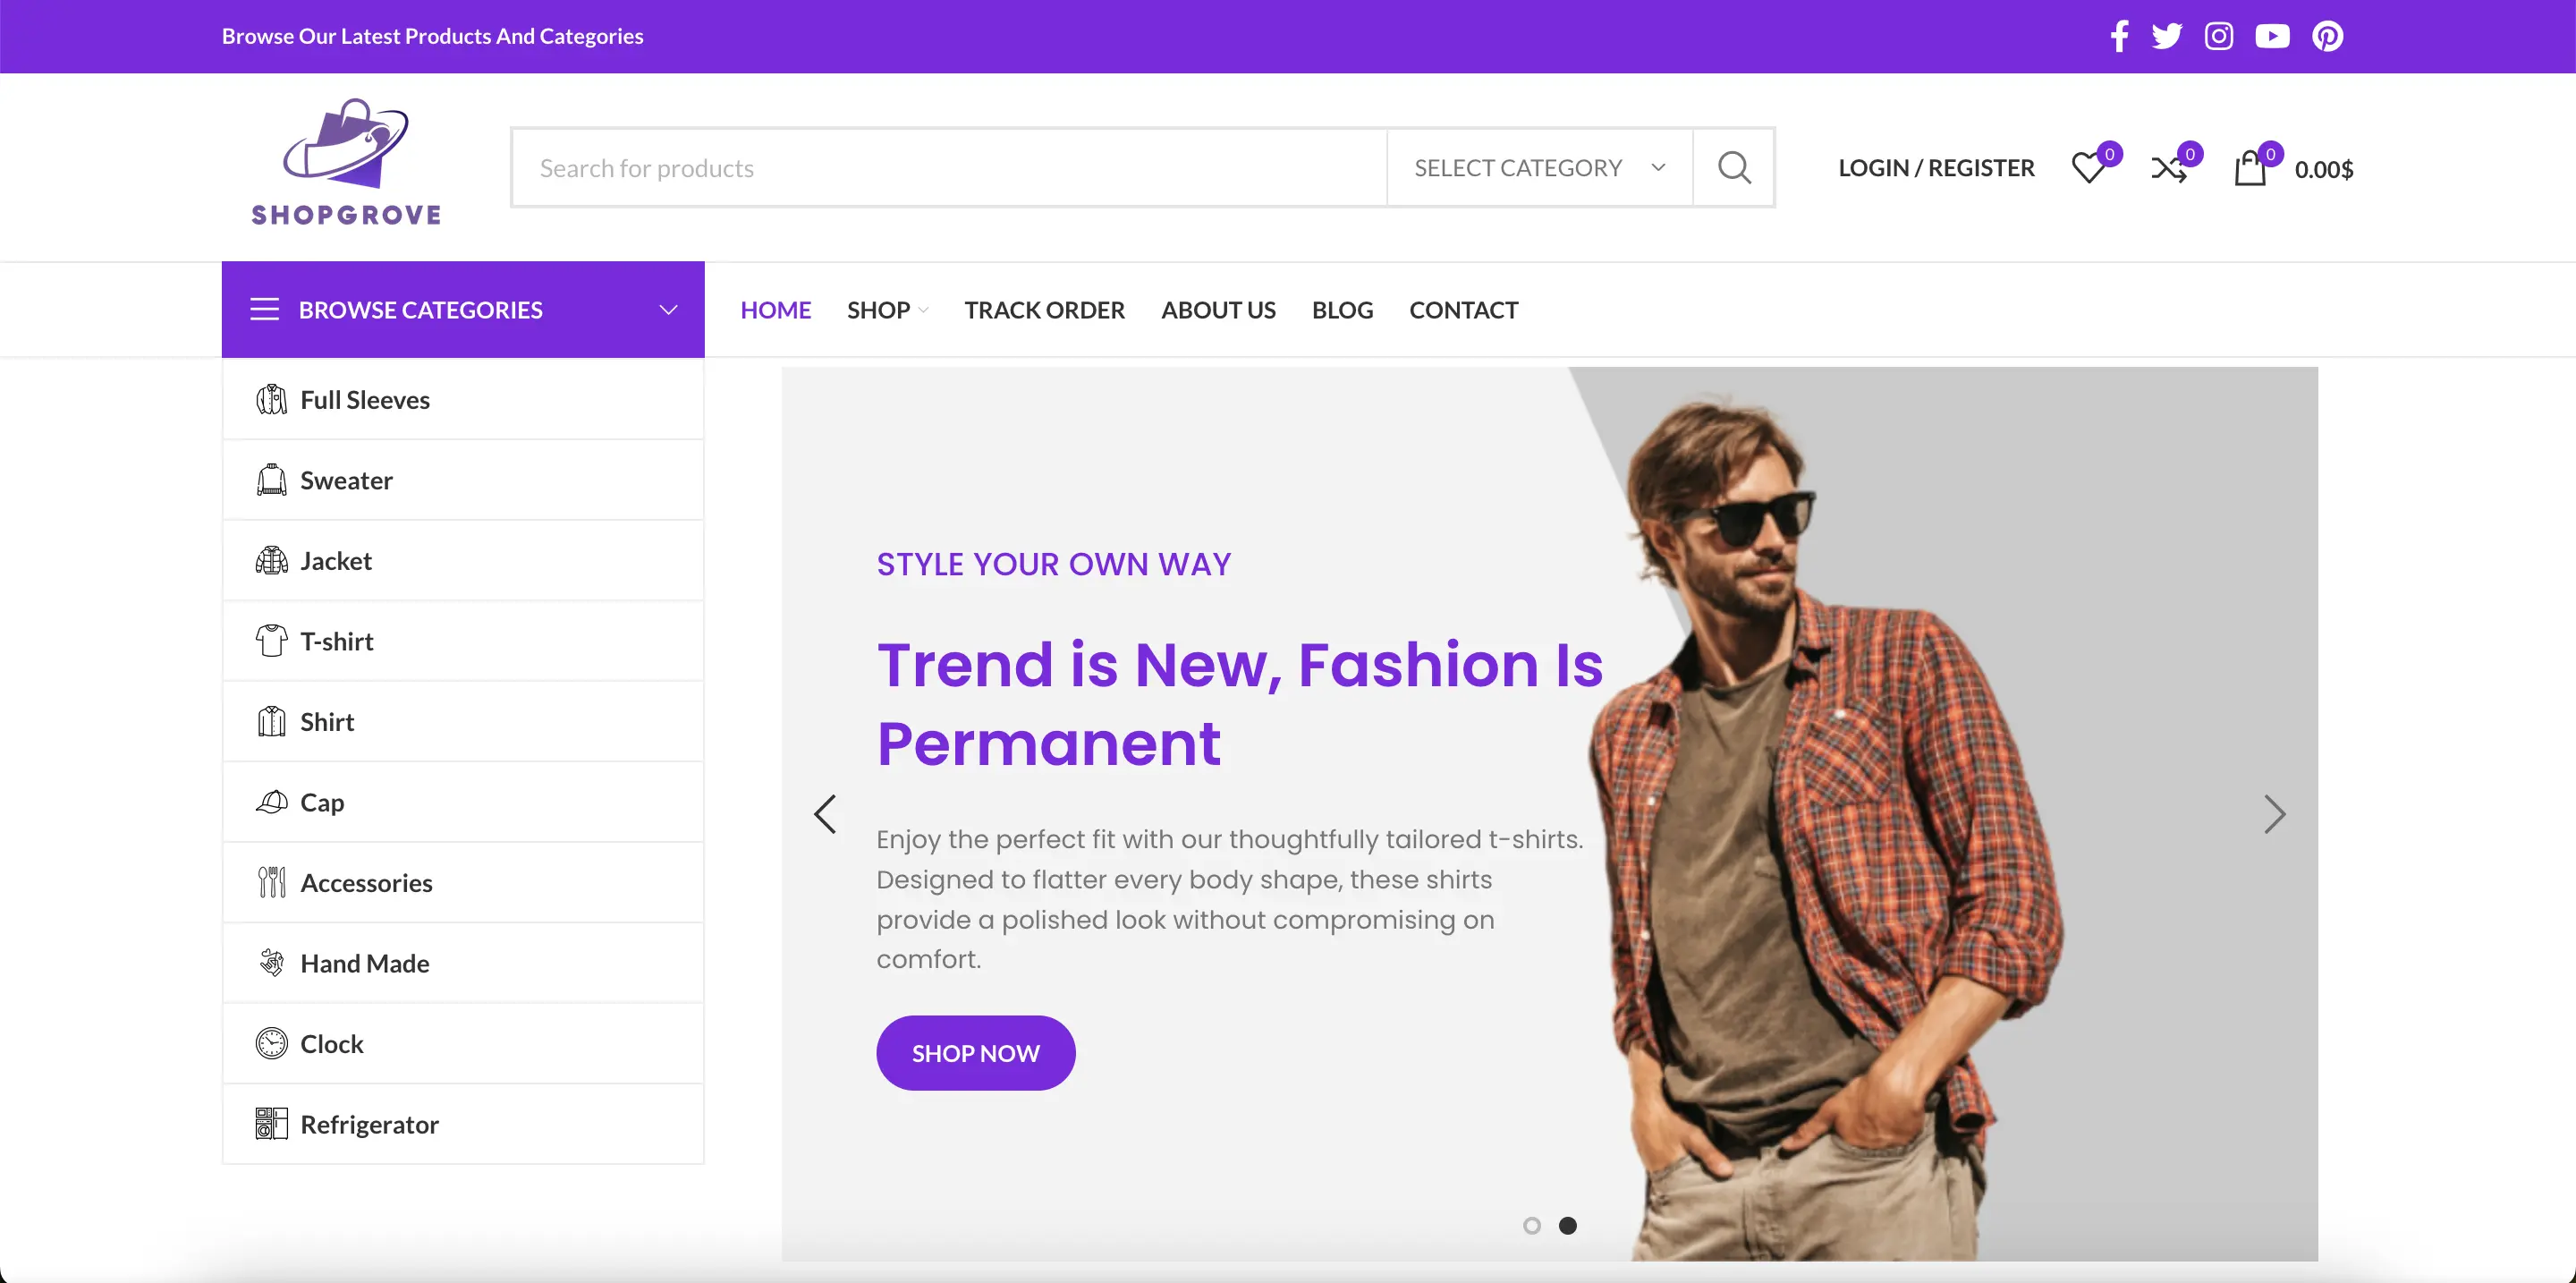 Browse Our Latest Products And Categories
SHOPGROVE
Search for products
SELECT CATEGORY
LOGIN / REGISTER
0
0
0
0.00$
BROWSE CATEGORIES
HOME
SHOP
TRACK ORDER
ABOUT US
BLOG
CONTACT
Full Sleeves
Sweater
Jacket
T-shirt
Shirt
Cap
Accessories
Hand Made
Clock
Refrigerator
STYLE YOUR OWN WAY
Trend is New, Fashion Is
Permanent
Enjoy the perfect fit with our thoughtfully tailored t-shirts.
Designed to flatter every body shape, these shirts
provide a polished look without compromising on
comfort.
SHOP NOW